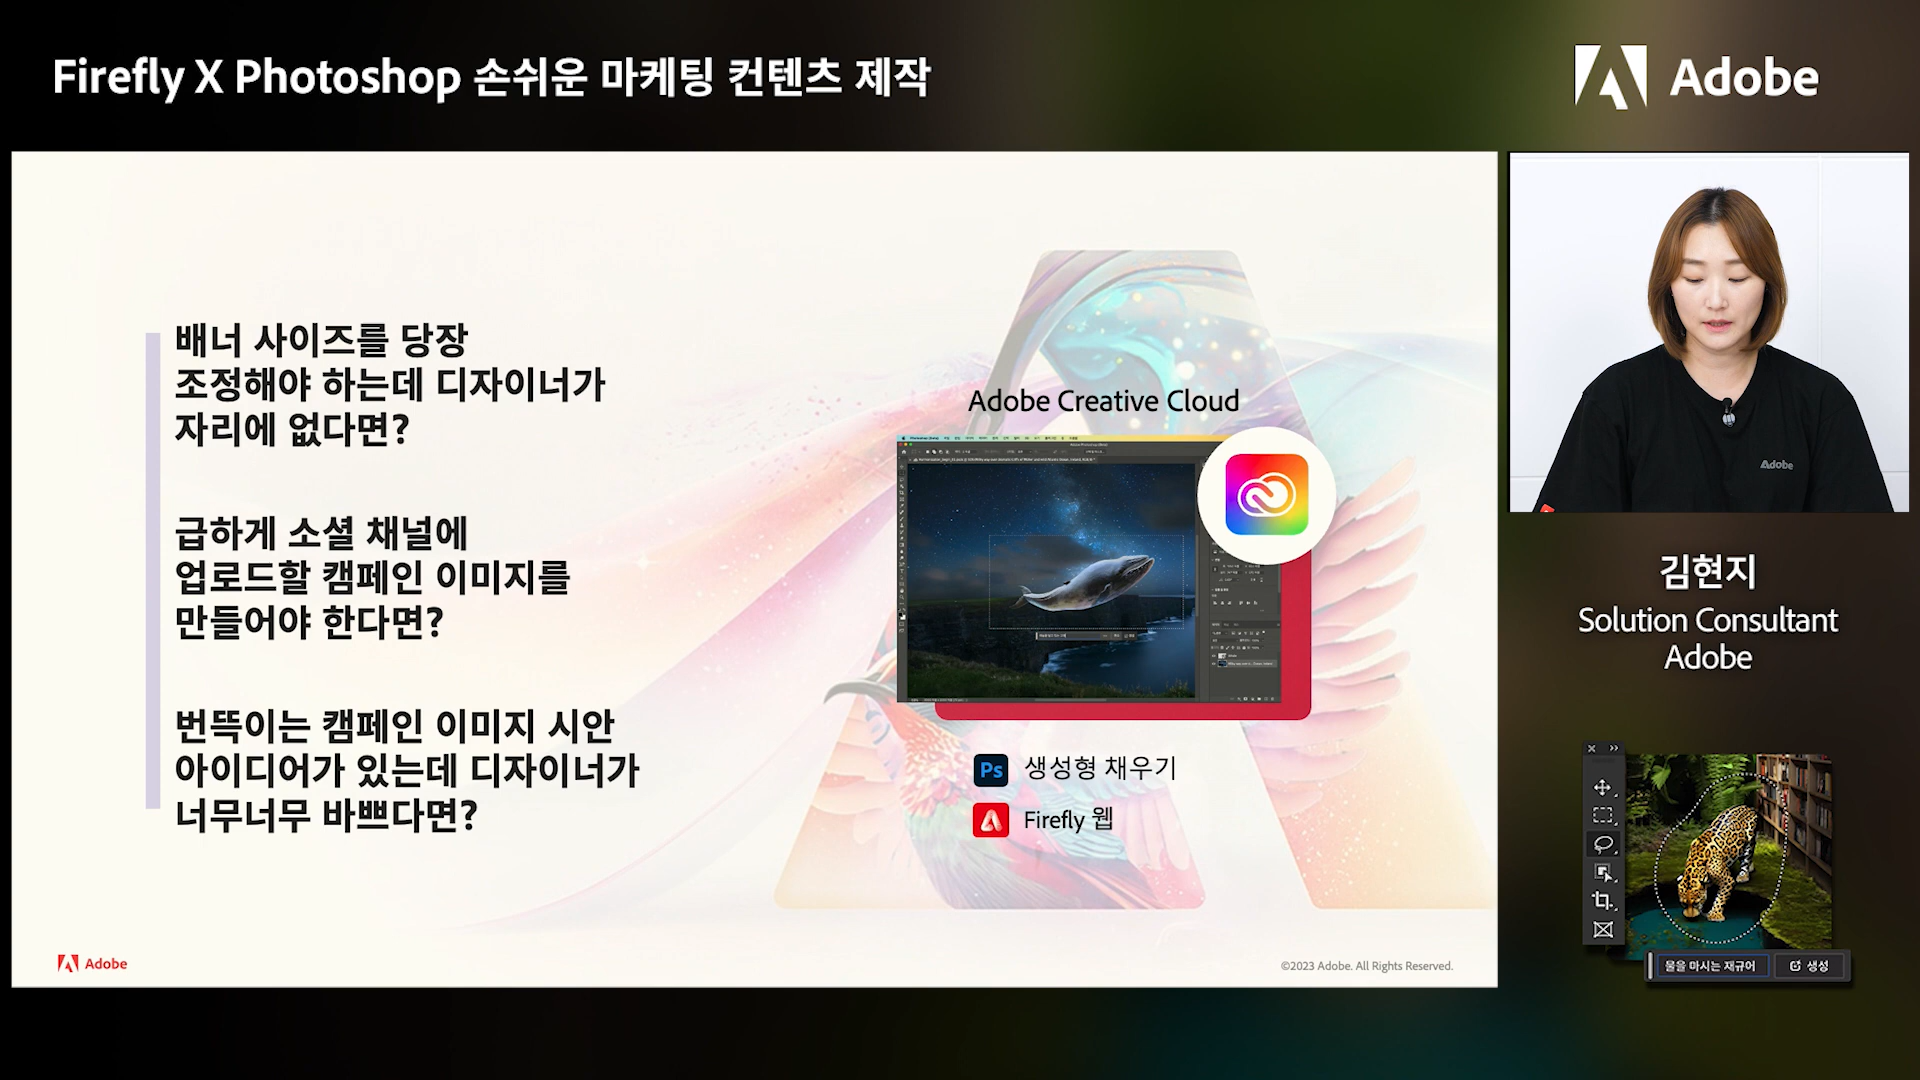 Firefly X Photoshop 손쉬운 마케팅 컨텐츠 제작
Adobe
배너 사이즈를 당장
조정해야 하는데 디자이너가
자리에 없다면?
급하게 소셜 채널에
업로드할 캠페인 이미지를
만들어야 한다면?
번뜩이는 캠페인 이미지 시안
아이디어가 있는데 디자이너가
너무너무 바쁘다면?
Adobe Creative Cloud
Ps 생성형 채우기
Firefly 웹
Adobe
©2023 Adobe. All Rights Reserved.
Adobe
김현지
Solution Consultant
Adobe
물을 마시는 재규어
생성